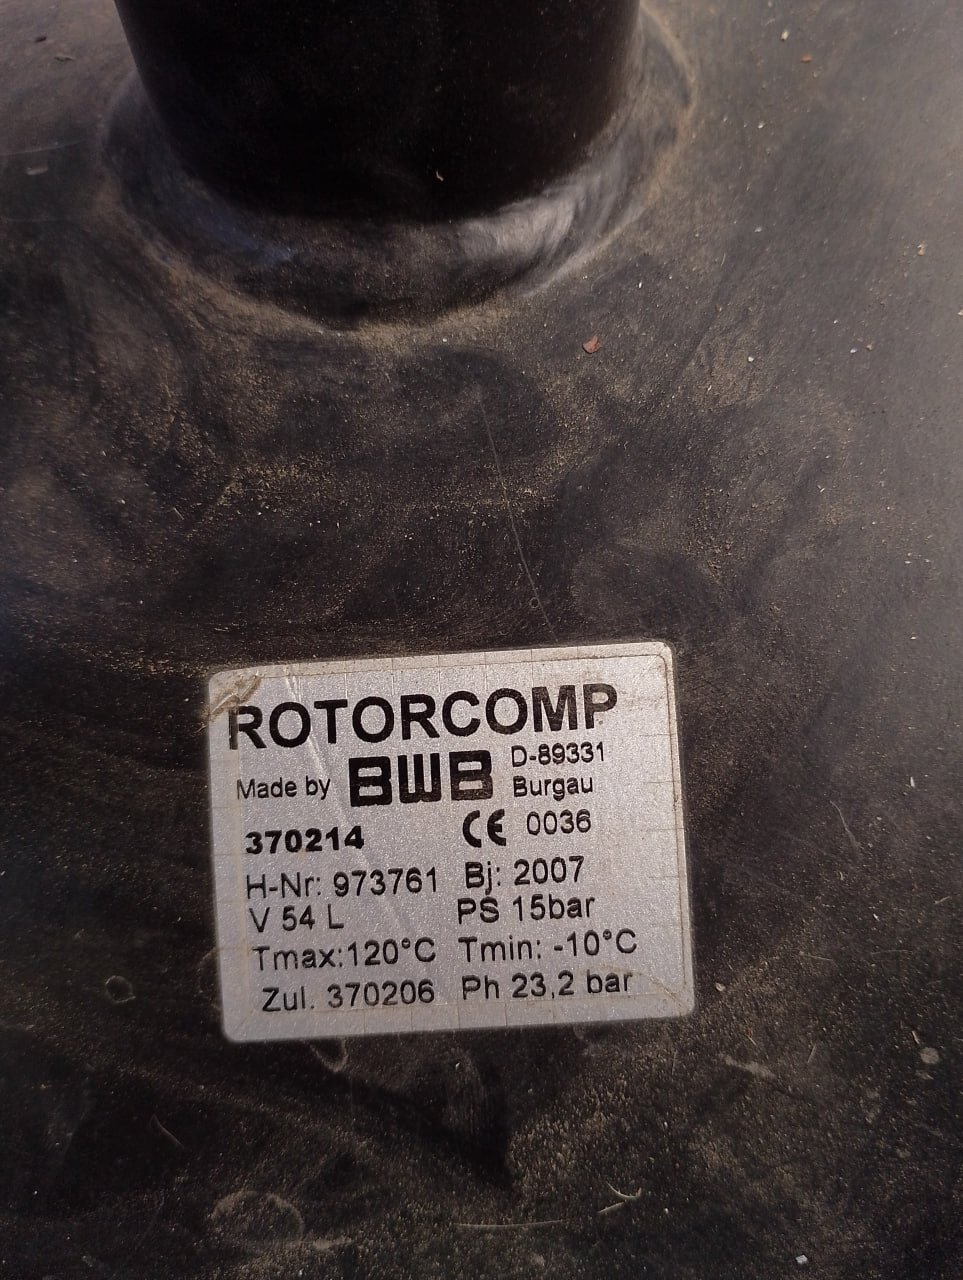 ROTORCOMP
Made by BWB D-89331 Burgau
370214 CE 0036
H-Nr: 973761 Bj: 2007
V 54 L PS 15bar
Tmax:120°C Tmin: -10°C
Zul. 370206 Ph 23,2 bar